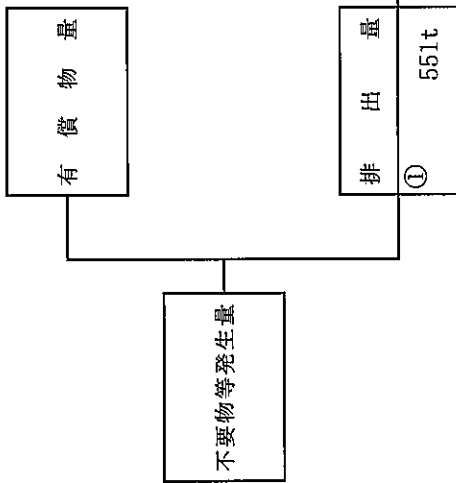 不要物等発生量
有償物量
排出量
①
551t